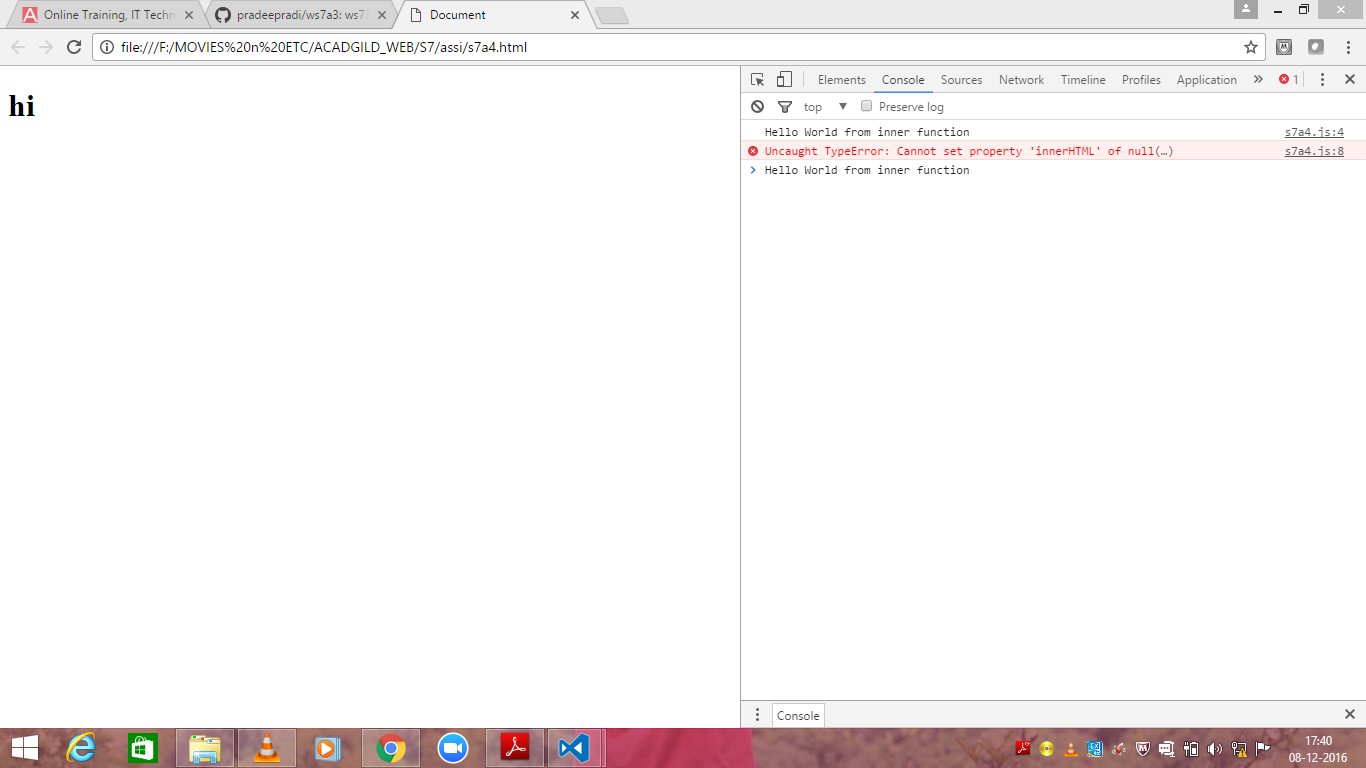 Online Training, IT Techn
pradeepradi/ws7a3: ws7
Document
file:///F:/MOVIES%20n%20ETC/ACADGILD_WEB/S7/assi/s7a4.html
hi
Elements Console Sources Network Timeline Profiles Application » 1
top Preserve log
Hello World from inner function s7a4.js:4
Uncaught TypeError: Cannot set property 'innerHTML' of null(…) s7a4.js:8
Hello World from inner function
Console
17:40
08-12-2016